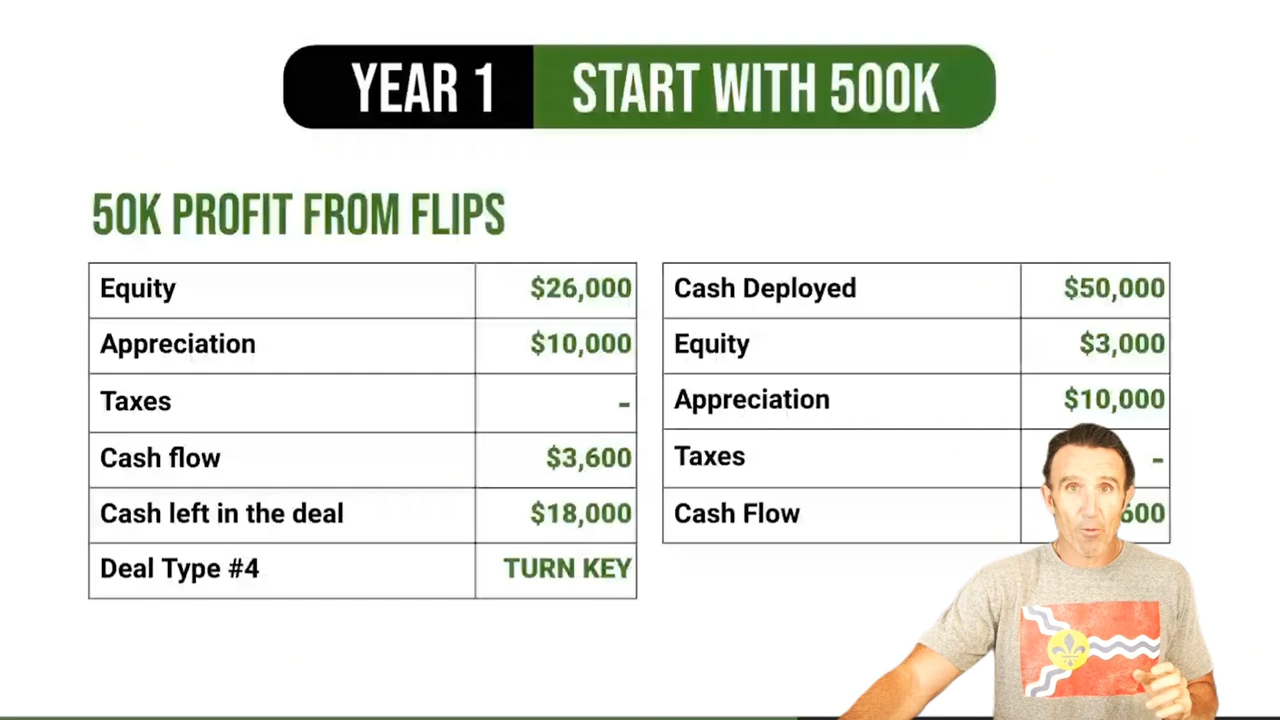 YEAR 1 START WITH 500K
50K PROFIT FROM FLIPS
Equity $26,000
Appreciation $10,000
Taxes -
Cash flow $3,600
Cash left in the deal $18,000
Deal Type #4 TURN KEY
Cash Deployed $50,000
Equity $3,000
Appreciation $10,000
Taxes -
Cash Flow